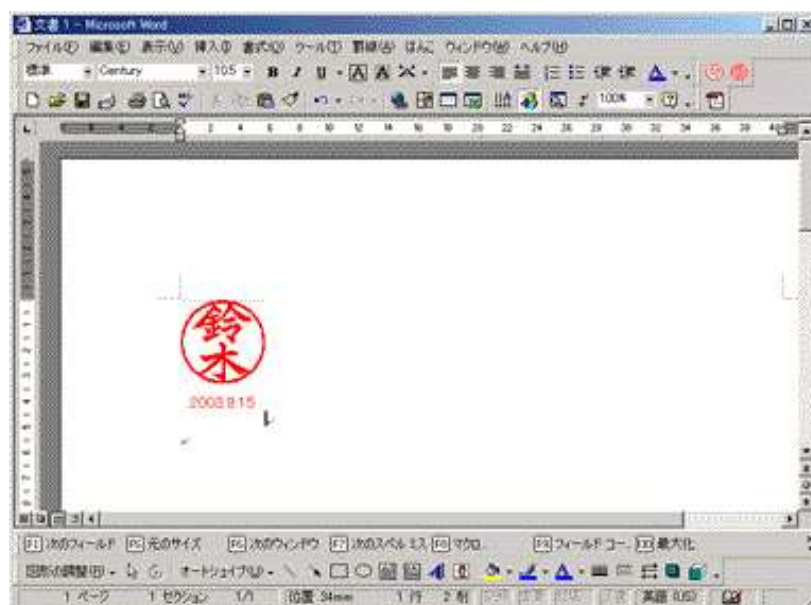 文書 1 - Microsoft Word
ファイル(F) 編集(E) 表示(V) 挿入(I) 書式(O) ツール(T) 罫線(A) はんこ ウィンドウ(W) ヘルプ(H)
標準 Century 10.5 B I U A A
100%
鈴
木
2003.8.15
F1 次のフィールド F5 元のサイズ F6 次のウィンドウ F7 次のスペル ミス F8 マクロ... F9 フィールド コー... F10 最大化
図形の調整(R) オートシェイプ(U)
1 ページ 1 セクション 1/1 位置 34mm 1 行 2 桁 英語 (US)